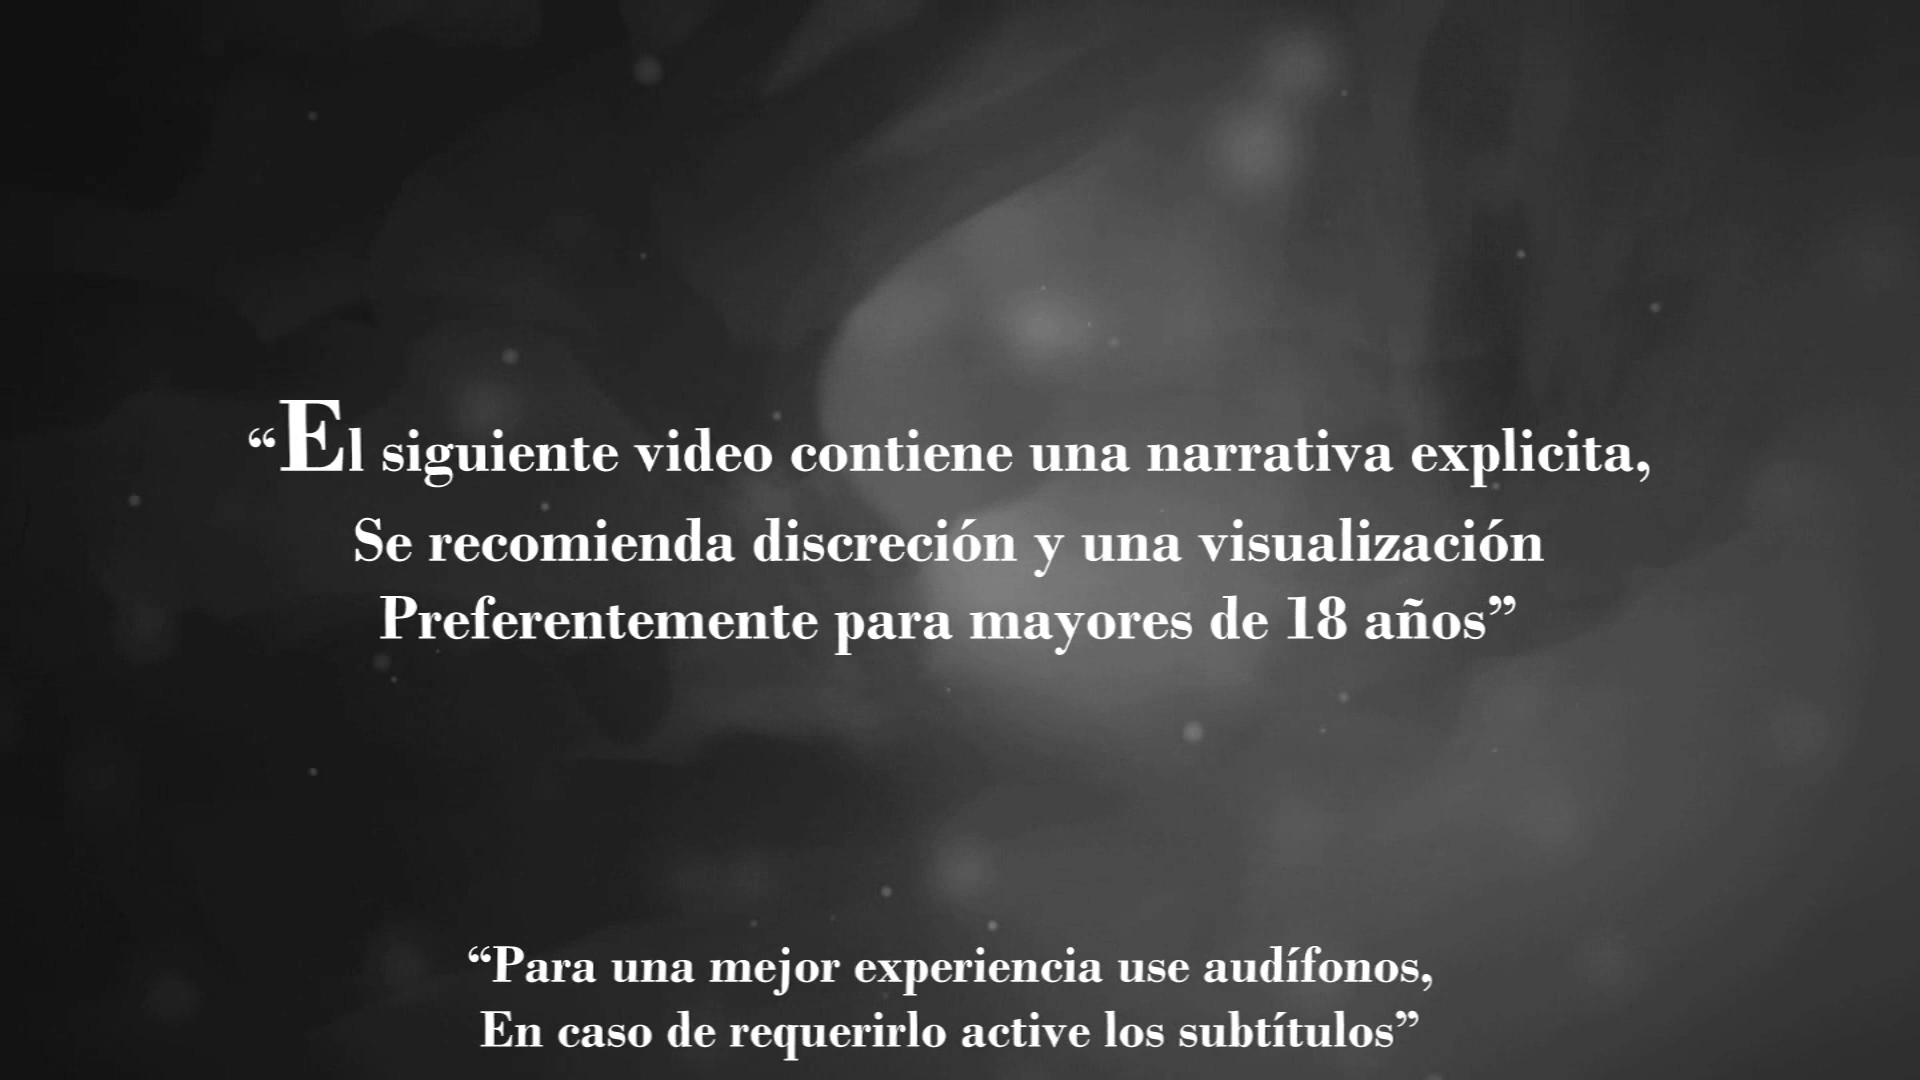 “El siguiente video contiene una narrativa explicita,
Se recomienda discreción y una visualización
Preferentemente para mayores de 18 años”
“Para una mejor experiencia use audífonos,
En caso de requerirlo active los subtítulos”